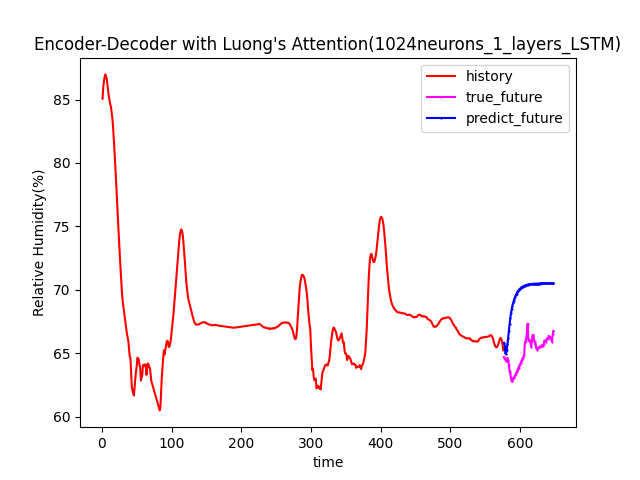 Encoder-Decoder with Luong's Attention(1024neurons_1_layers_LSTM)
history
true_future
predict_future
Relative Humidity(%)
85
80
75
70
65
60
0 100 200 300 400 500 600
time